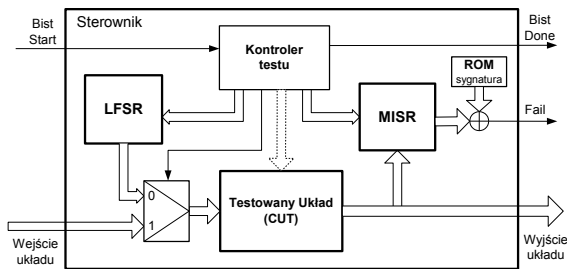 Bist
Start
Sterownik
Kontroler
testu
Bist
Done
ROM
sygnatura
LFSR
MISR
Fail
0
1
Testowany Układ
(CUT)
Wejście
układu
Wyjście
układu